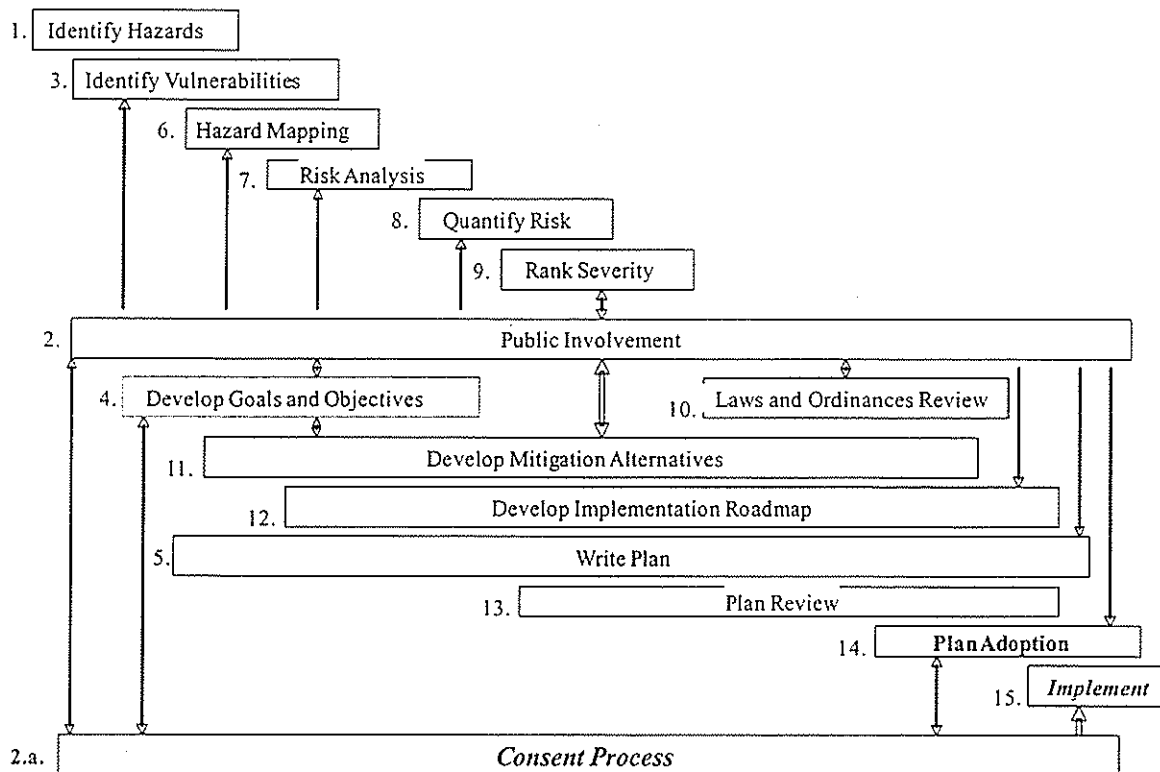 1. Identify Hazards
3. Identify Vulnerabilities
6. Hazard Mapping
7. Risk Analysis
8. Quantify Risk
9. Rank Severity
2. Public Involvement
4. Develop Goals and Objectives
10. Laws and Ordinances Review
11. Develop Mitigation Alternatives
12. Develop Implementation Roadmap
5. Write Plan
13. Plan Review
14. Plan Adoption
15. Implement
2.a. Consent Process